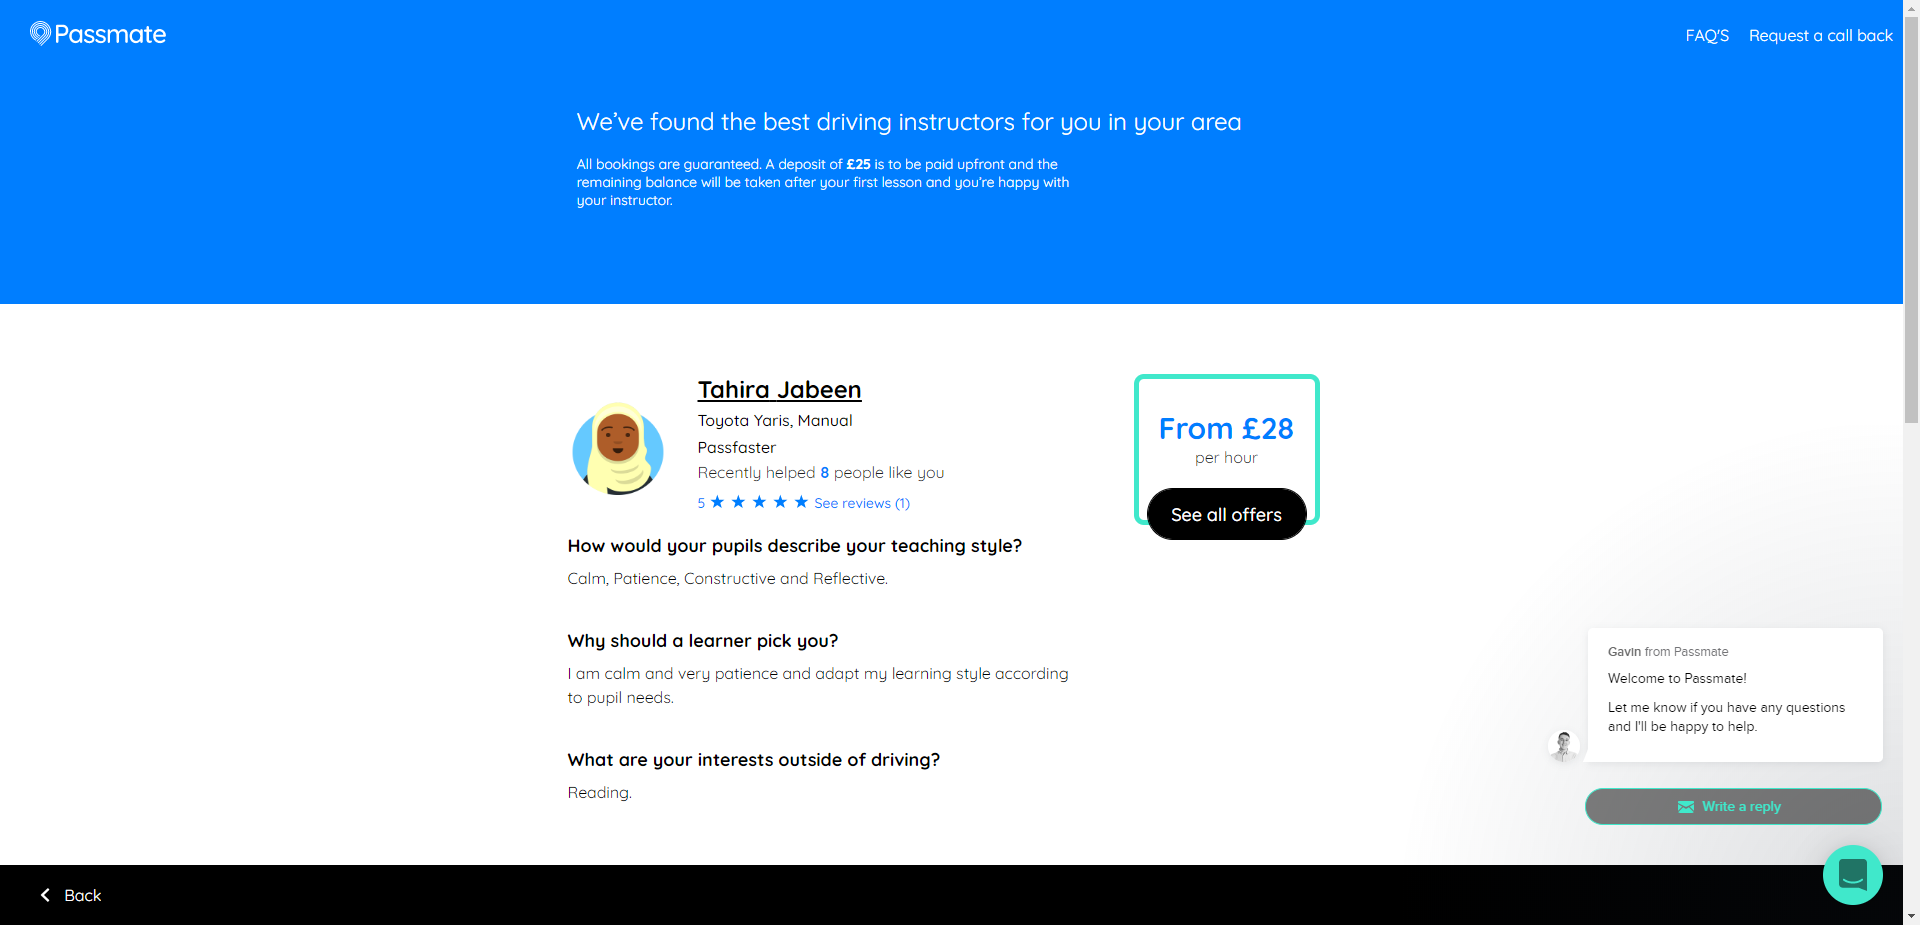 Passmate
FAQ'S
Request a call back
We’ve found the best driving instructors for you in your area
All bookings are guaranteed. A deposit of £25 is to be paid upfront and the
remaining balance will be taken after your first lesson and you’re happy with
your instructor.
Tahira Jabeen
Toyota Yaris, Manual
Passfaster
Recently helped 8 people like you
5 ★ ★ ★ ★ ★ See reviews (1)
From £28
per hour
See all offers
How would your pupils describe your teaching style?
Calm, Patience, Constructive and Reflective.
Why should a learner pick you?
I am calm and very patience and adapt my learning style according
to pupil needs.
What are your interests outside of driving?
Reading.
Gavin from Passmate
Welcome to Passmate!
Let me know if you have any questions
and I'll be happy to help.
Write a reply
Back